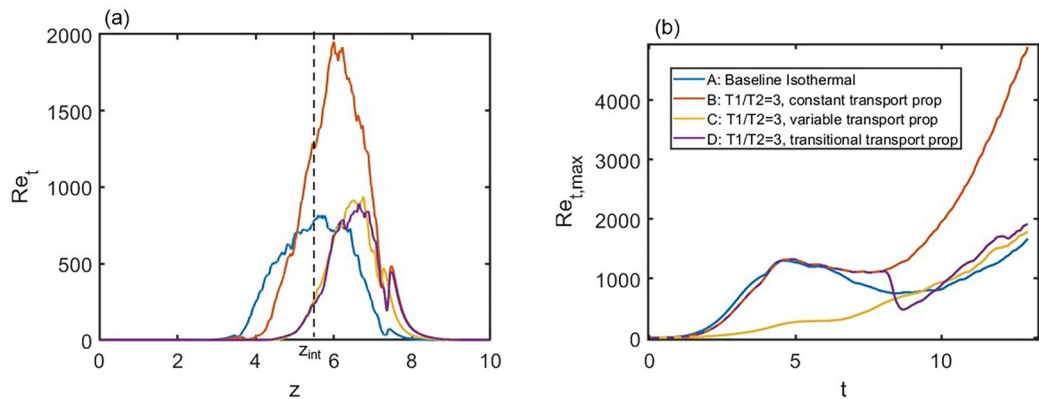 (a)
2000
1500
1000
500
0
Re_t
0 2 4 6 8 10
z_int
z
(b)
A: Baseline Isothermal
B: T1/T2=3, constant transport prop
C: T1/T2=3, variable transport prop
D: T1/T2=3, transitional transport prop
4000
3000
2000
1000
0
Re_t,max
0 5 10
t